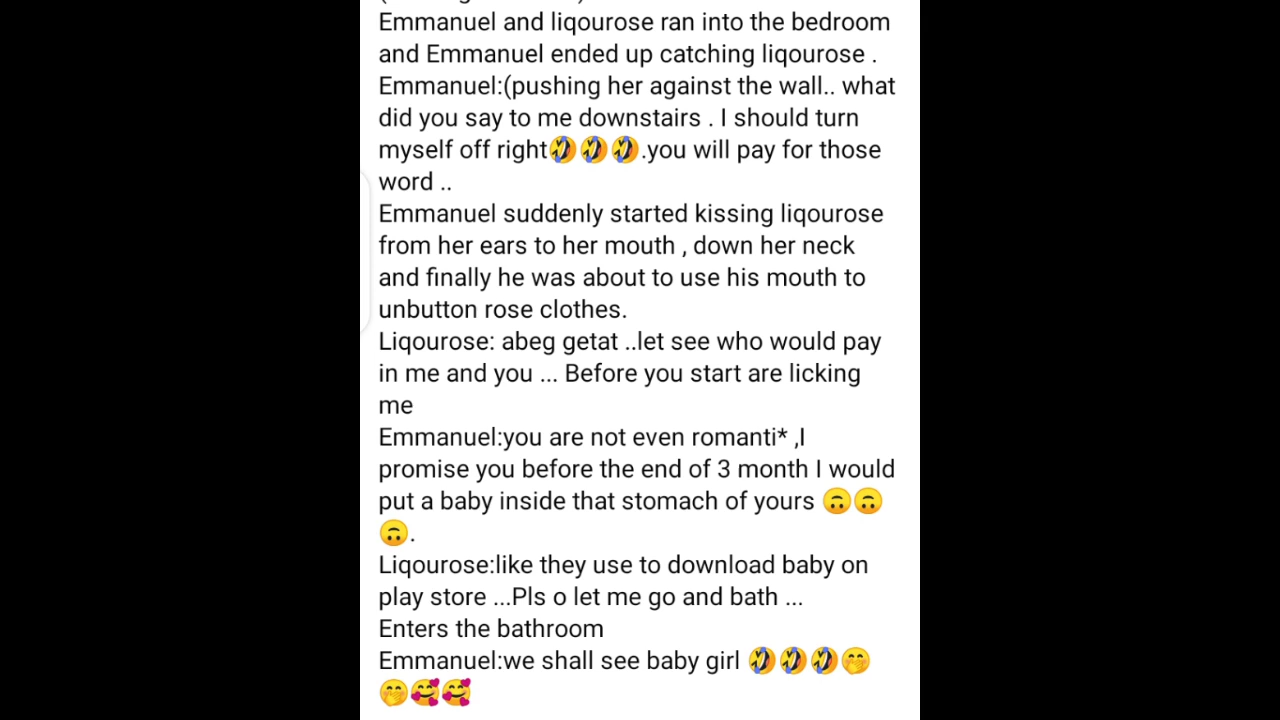 Emmanuel and liqourose ran into the bedroom
and Emmanuel ended up catching liqourose .
Emmanuel:(pushing her against the wall.. what
did you say to me downstairs . I should turn
myself off right🤣🤣🤣.you will pay for those
word ..
Emmanuel suddenly started kissing liqourose
from her ears to her mouth , down her neck
and finally he was about to use his mouth to
unbutton rose clothes.
Liqourose: abeg getat ..let see who would pay
in me and you ... Before you start are licking
me
Emmanuel:you are not even romanti* ,I
promise you before the end of 3 month I would
put a baby inside that stomach of yours 🙃🙃
🙃.
Liqourose:like they use to download baby on
play store ...Pls o let me go and bath ...
Enters the bathroom
Emmanuel:we shall see baby girl 🤣🤣🤣🤭
🤭🥰🥰